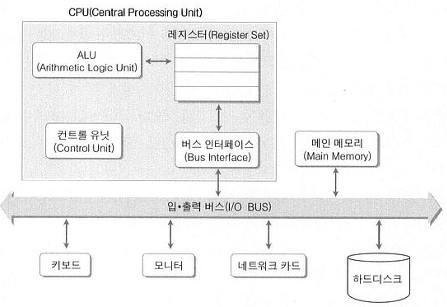 CPU(Central Processing Unit)
레지스터(Register Set)
ALU
(Arithmetic Logic Unit)
컨트롤 유닛
(Control Unit)
버스 인터페이스
(Bus Interface)
메인 메모리
(Main Memory)
입•출력 버스(I/O BUS)
키보드
모니터
네트워크 카드
하드디스크